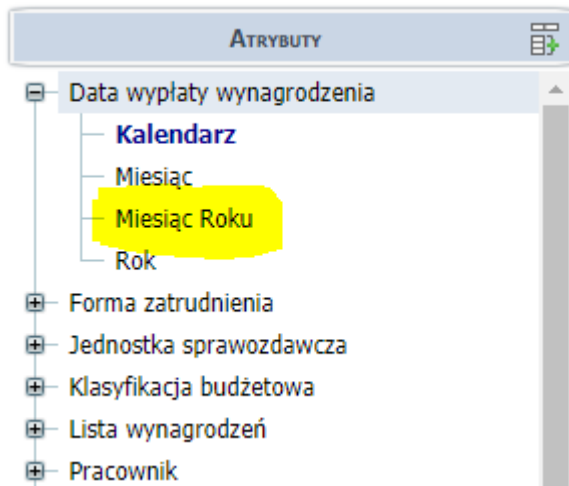 ATRYBUTY
Data wypłaty wynagrodzenia
Kalendarz
Miesiąc
Miesiąc Roku
Rok
Forma zatrudnienia
Jednostka sprawozdawcza
Klasyfikacja budżetowa
Lista wynagrodzeń
Pracownik